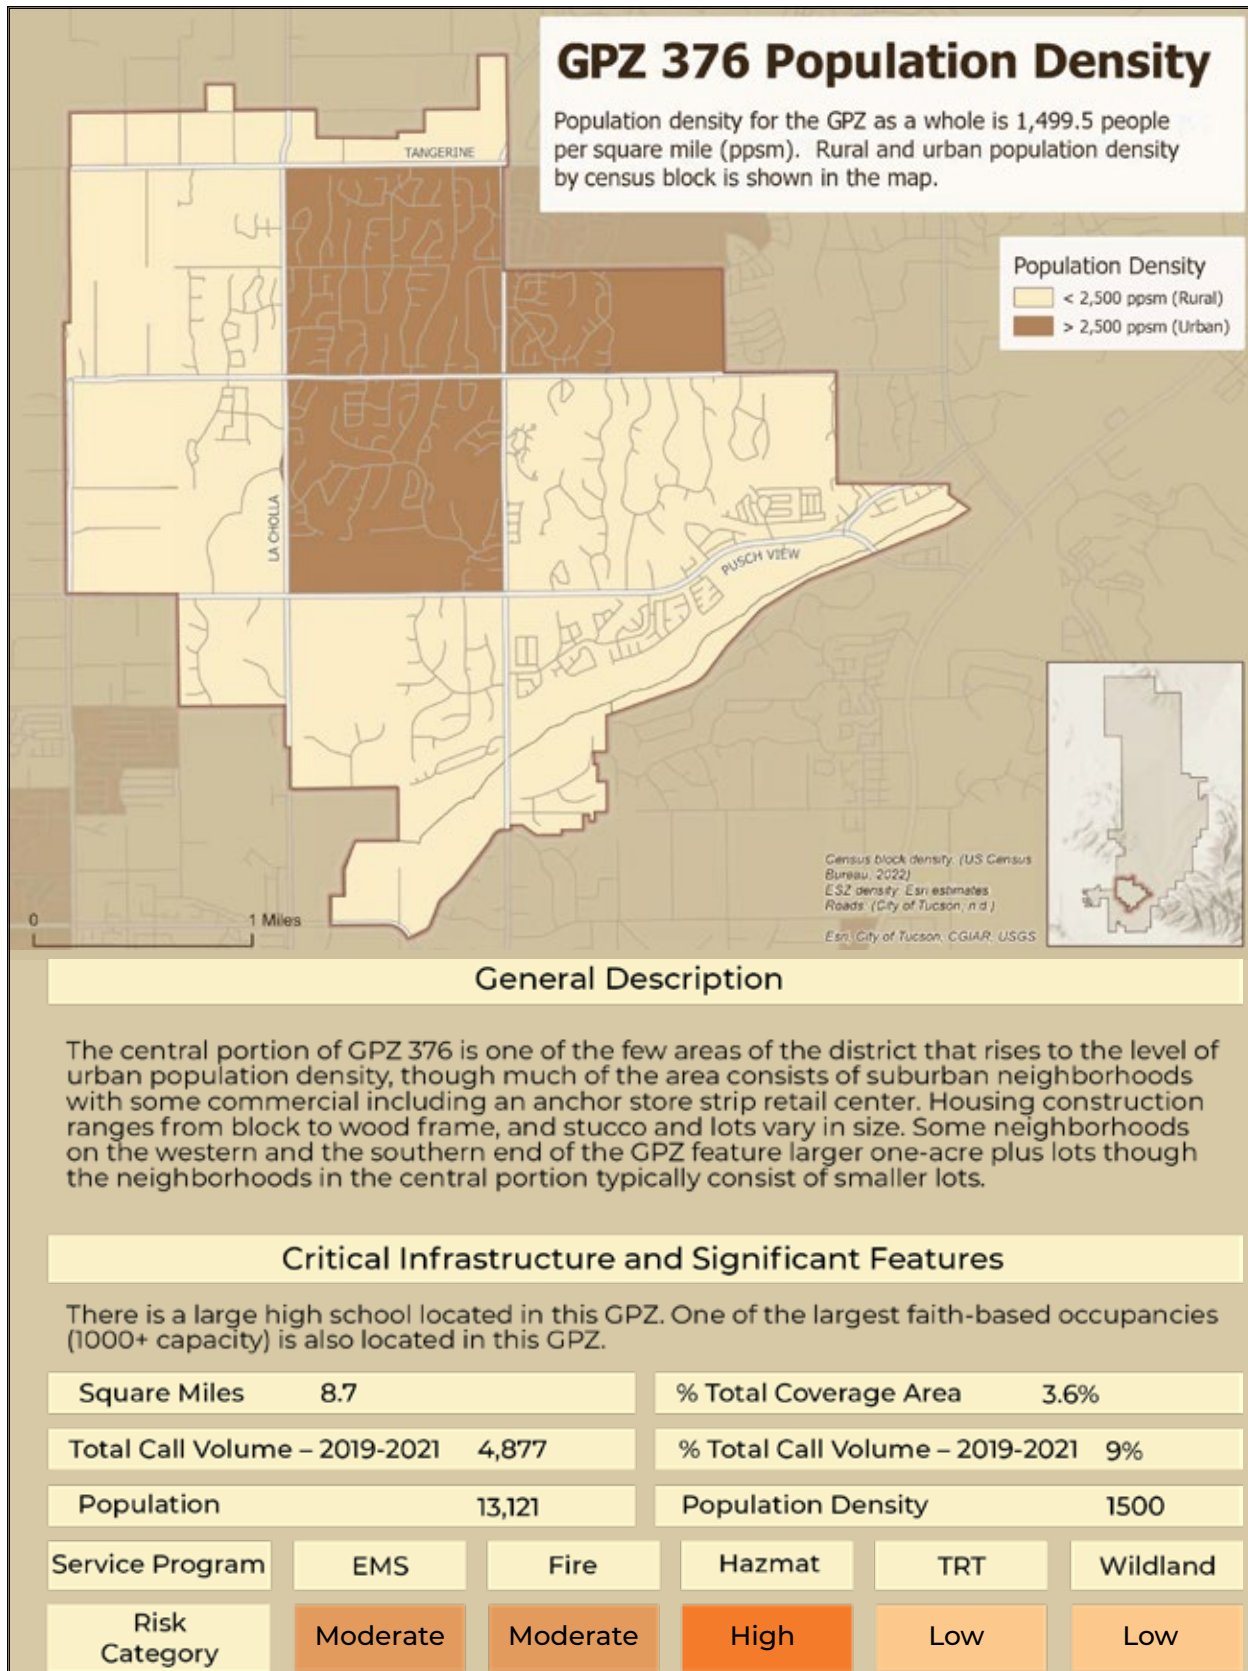 GPZ 376 Population Density
Population density for the GPZ as a whole is 1,499.5 people
per square mile (ppsm). Rural and urban population density
by census block is shown in the map.
TANGERINE
Population Density
< 2,500 ppsm (Rural)
> 2,500 ppsm (Urban)
LA CHOLLA
PUSCH VIEW
Census block density: (US Census
Bureau, 2022)
ESZ density: Esri estimates
Roads: (City of Tucson, n.d.)
Esri, City of Tucson, CGIAR, USGS
0 1 Miles
General Description
The central portion of GPZ 376 is one of the few areas of the district that rises to the level of
urban population density, though much of the area consists of suburban neighborhoods
with some commercial including an anchor store strip retail center. Housing construction
ranges from block to wood frame, and stucco and lots vary in size. Some neighborhoods
on the western and the southern end of the GPZ feature larger one-acre plus lots though
the neighborhoods in the central portion typically consist of smaller lots.
Critical Infrastructure and Significant Features
There is a large high school located in this GPZ. One of the largest faith-based occupancies
(1000+ capacity) is also located in this GPZ.
Square Miles 8.7 % Total Coverage Area 3.6%
Total Call Volume – 2019-2021 4,877 % Total Call Volume – 2019-2021 9%
Population 13,121 Population Density 1500
Service Program EMS Fire Hazmat TRT Wildland
Risk
Category Moderate Moderate High Low Low